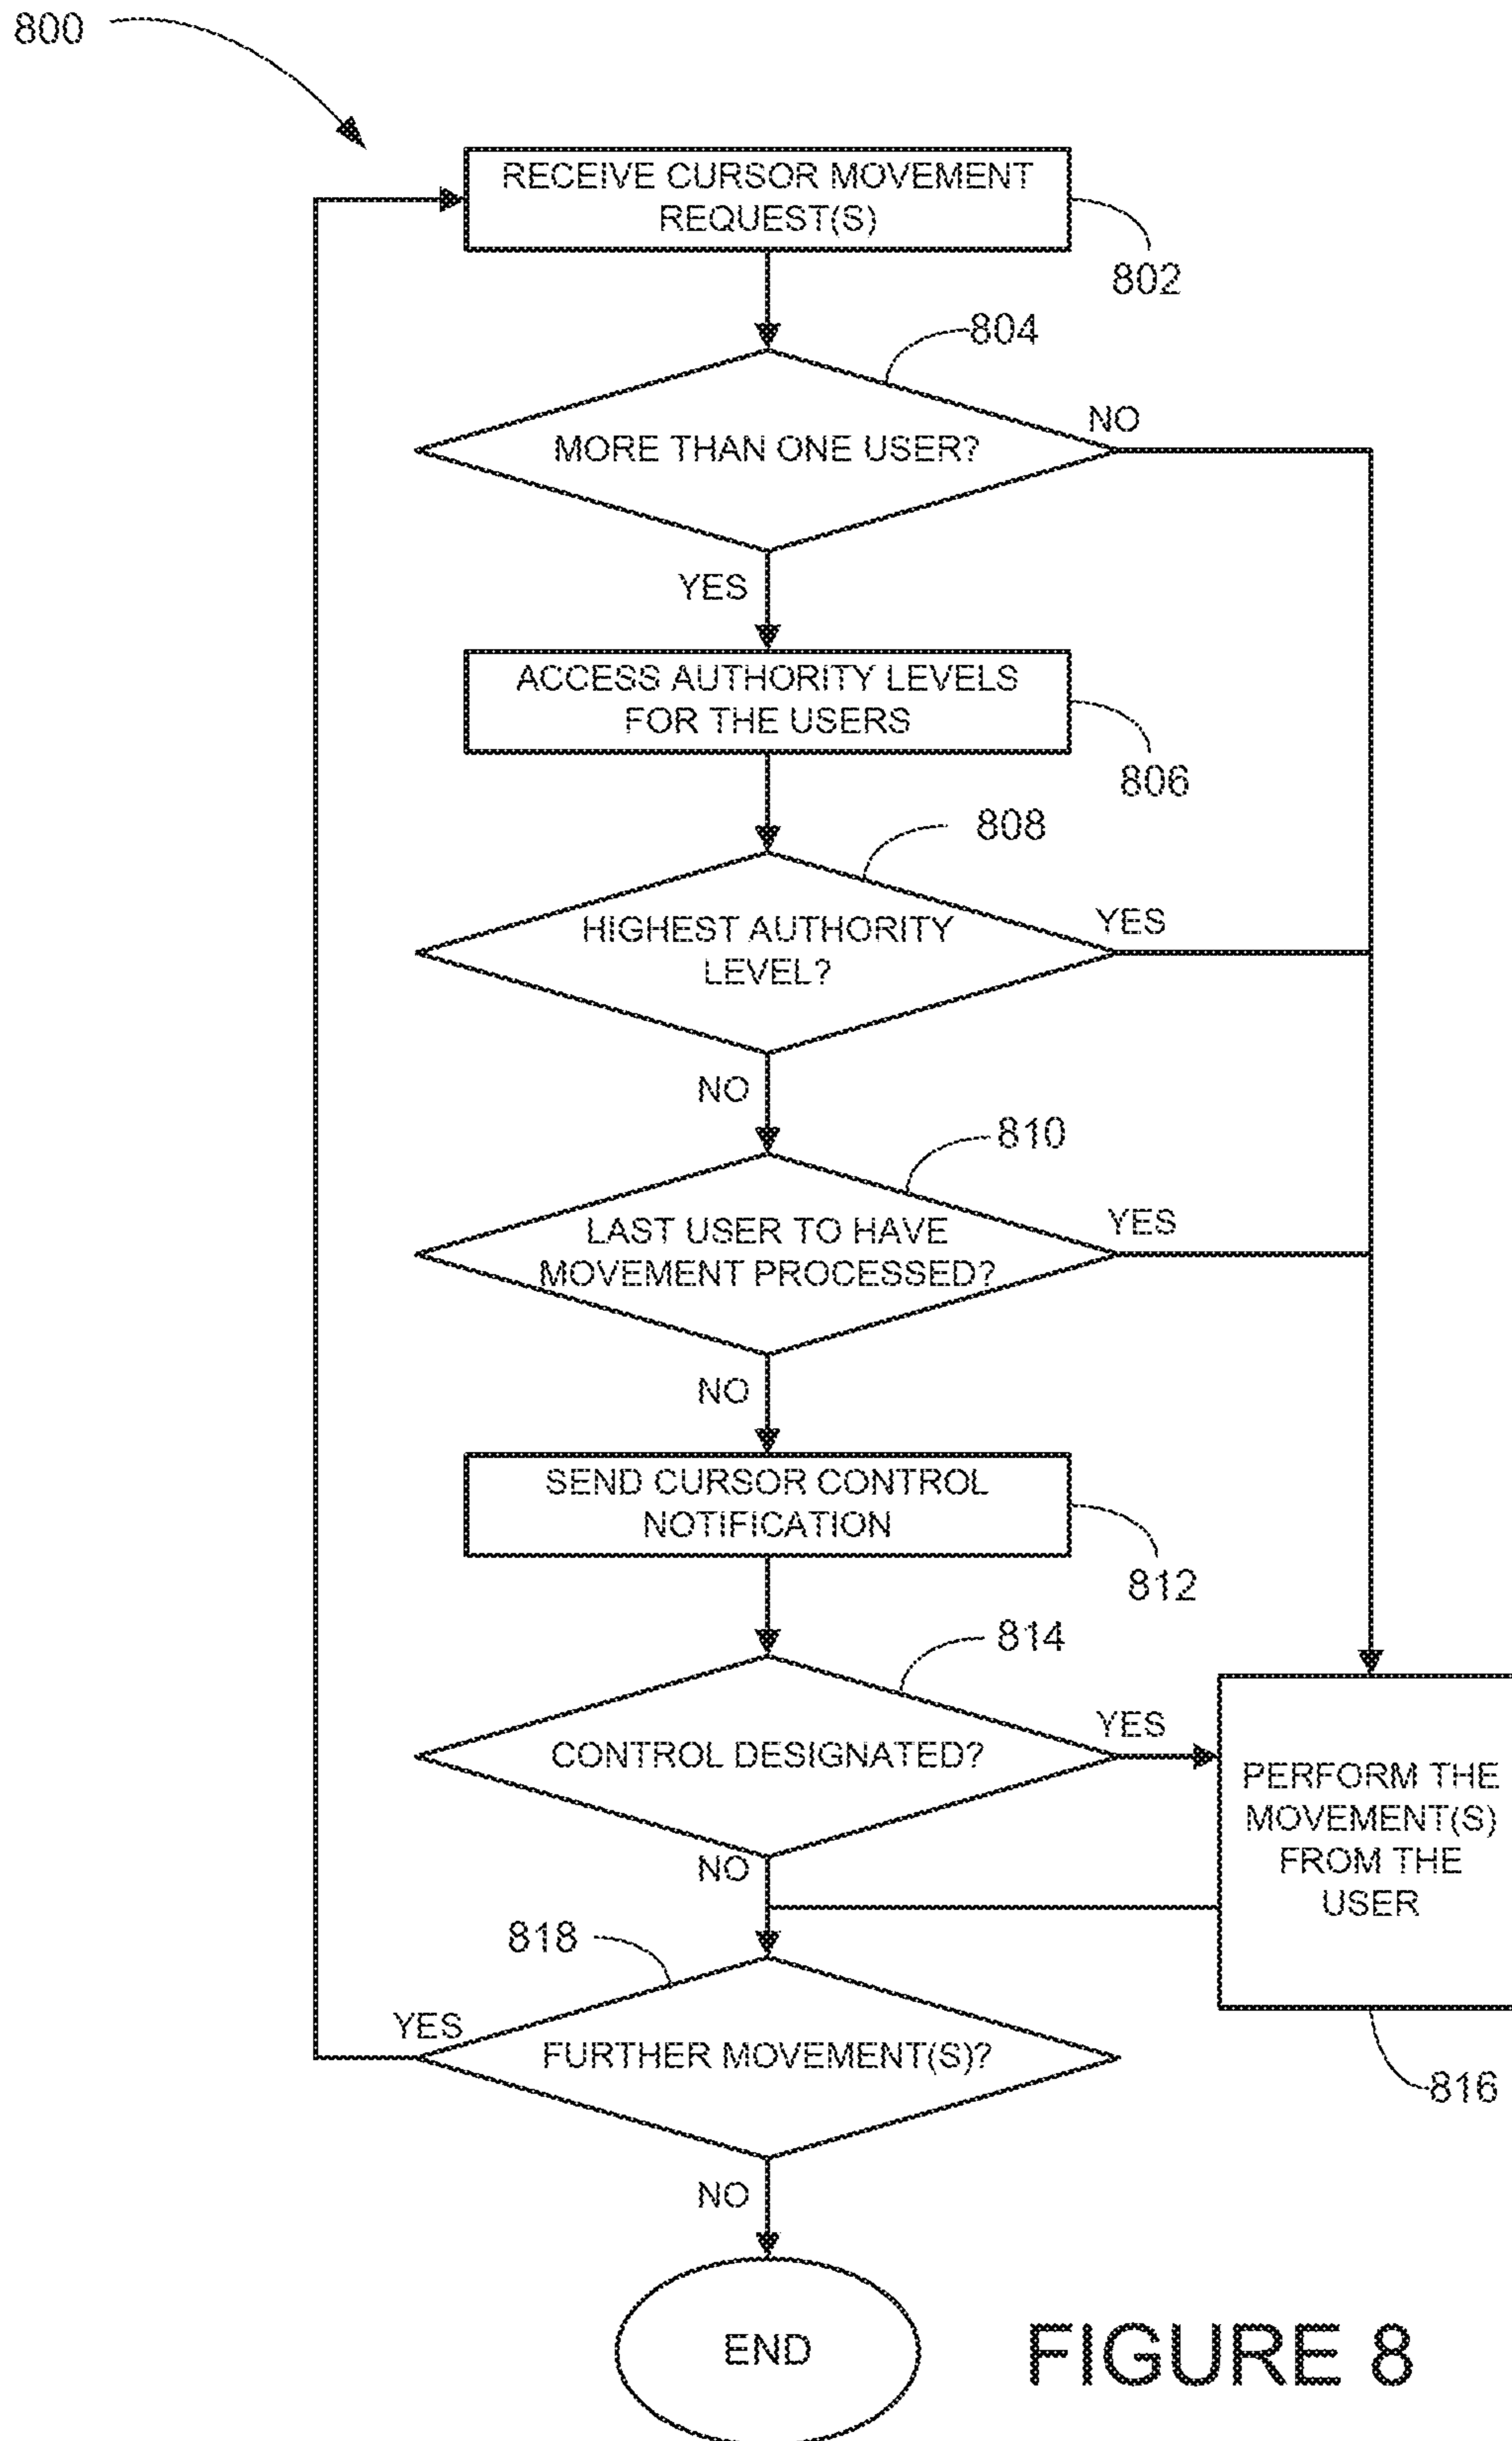 800
RECEIVE CURSOR MOVEMENT
REQUEST(S)
802
804
MORE THAN ONE USER?
NO
YES
ACCESS AUTHORITY LEVELS
FOR THE USERS
806
808
HIGHEST AUTHORITY
LEVEL?
YES
NO
810
LAST USER TO HAVE
MOVEMENT PROCESSED?
YES
NO
SEND CURSOR CONTROL
NOTIFICATION
812
814
CONTROL DESIGNATED?
YES
NO
PERFORM THE
MOVEMENT(S)
FROM THE
USER
816
818
FURTHER MOVEMENT(S)?
YES
NO
END
FIGURE 8